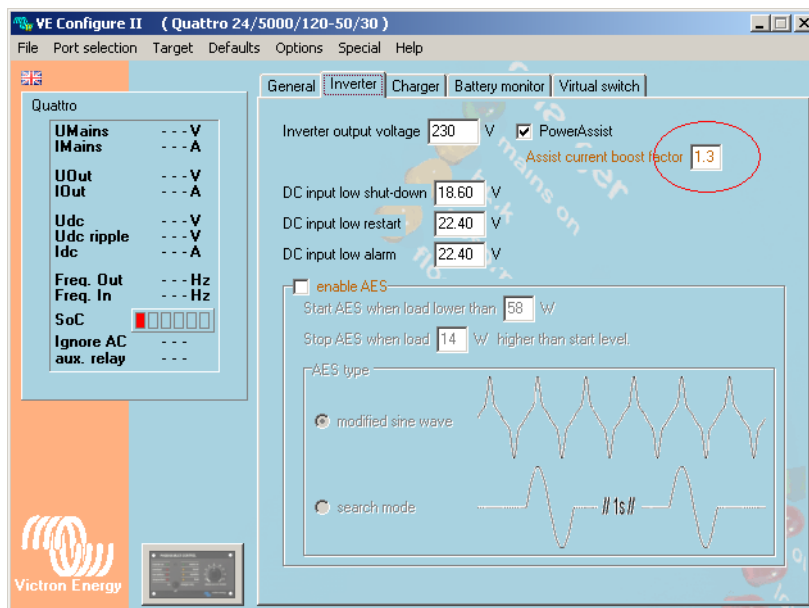 VE Configure II ( Quattro 24/5000/120-50/30 )
File Port selection Target Defaults Options Special Help
General Inverter Charger Battery monitor Virtual switch
Quattro
UMains - - - V
IMains - - - A
UOut - - - V
IOut - - - A
Udc - - - V
Udc ripple - - - V
Idc - - - A
Freq. Out - - - Hz
Freq. In - - - Hz
SoC
Ignore AC - - -
aux. relay - - -
Inverter output voltage 230 V PowerAssist
Assist current boost factor 1.3
DC input low shut-down 18.60 V
DC input low restart 22.40 V
DC input low alarm 22.40 V
enable AES
Start AES when load lower than 58 W
Stop AES when load 14 W higher than start level.
AES type
modified sine wave
search mode
// 1s //
mains on
victron energy